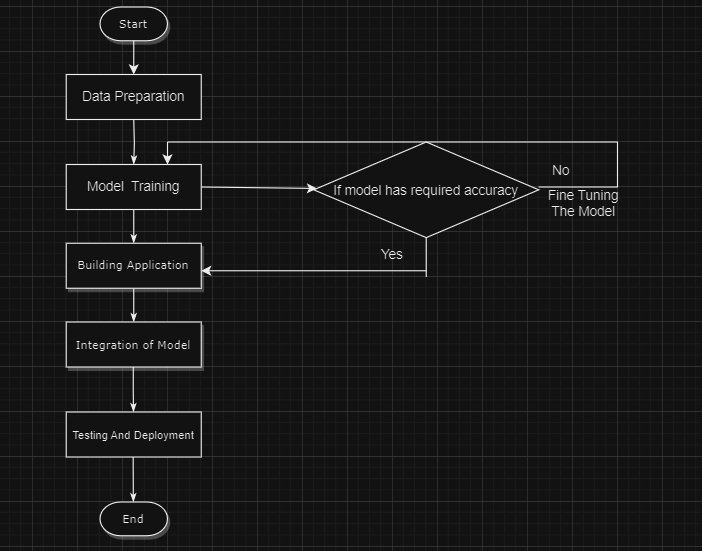 Start
Data Preparation
Model Training
If model has required accuracy
No
Fine Tuning
The Model
Yes
Building Application
Integration of Model
Testing And Deployment
End